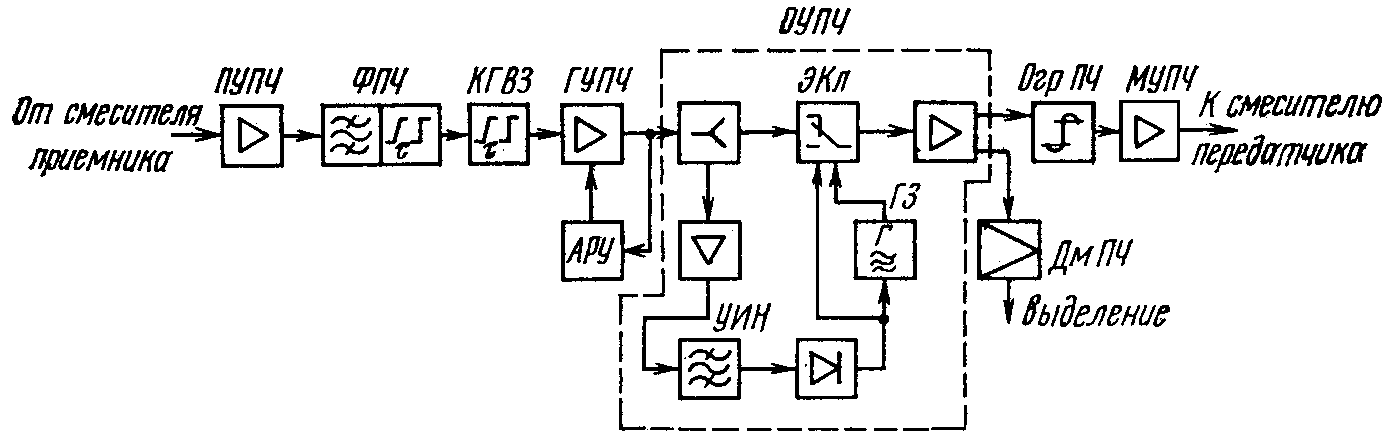 ОУПЧ
ПУПЧ
ФПЧ
КГВЗ
ГУПЧ
ЭКл
Огр ПЧ
МУПЧ
От смесителя
приемника
τ
τ
К смесителю
передатчика
АРУ
ГЗ
Г
Дм ПЧ
Выделение
УИН